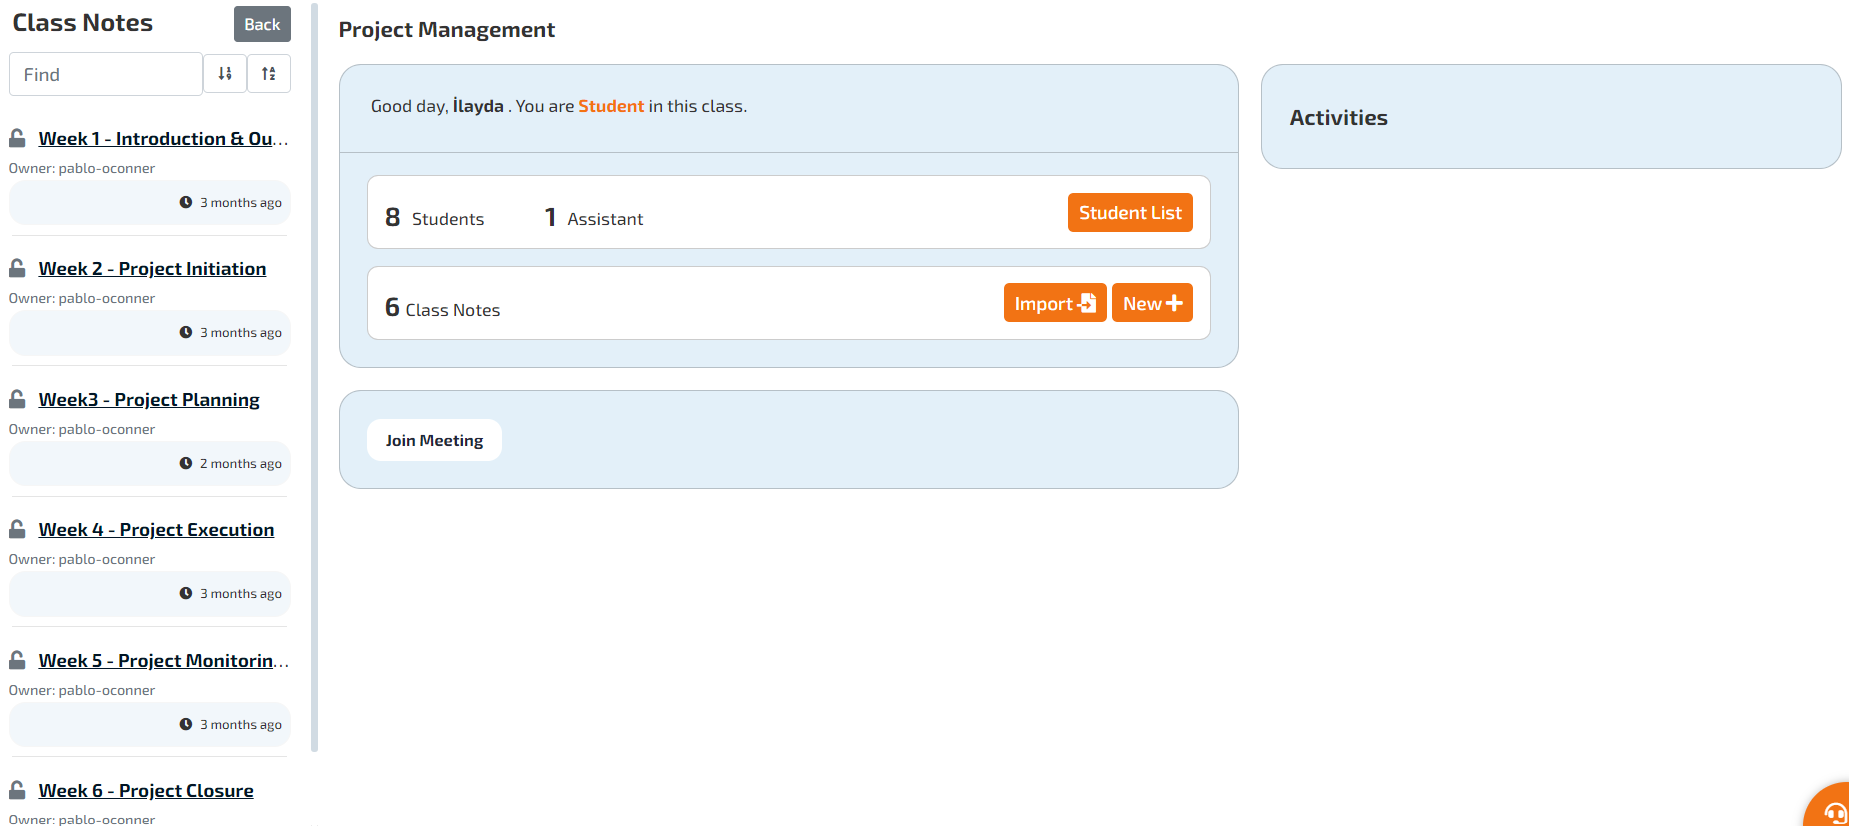 Class Notes
Back
Find
Week 1 - Introduction & Ou...
Owner: pablo-oconner
3 months ago
Week 2 - Project Initiation
Owner: pablo-oconner
3 months ago
Week3 - Project Planning
Owner: pablo-oconner
2 months ago
Week 4 - Project Execution
Owner: pablo-oconner
3 months ago
Week 5 - Project Monitorin...
Owner: pablo-oconner
3 months ago
Week 6 - Project Closure
Owner: pablo-oconner
Project Management
Good day, İlayda . You are Student in this class.
8 Students 1 Assistant
Student List
6 Class Notes
Import New
Join Meeting
Activities